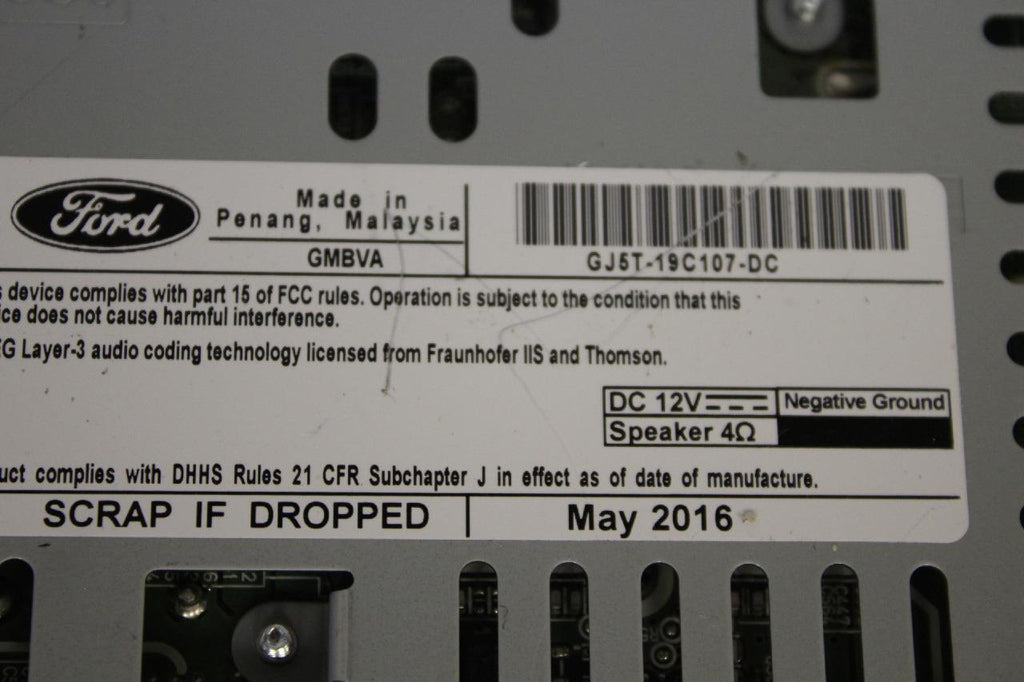 Ford
Made in
Penang, Malaysia
GMBVA
GJ5T-19C107-DC
device complies with part 15 of FCC rules. Operation is subject to the condition that this
ice does not cause harmful interference.
G Layer-3 audio coding technology licensed from Fraunhofer IIS and Thomson.
DC 12V
Negative Ground
Speaker 4Ω
uct complies with DHHS Rules 21 CFR Subchapter J in effect as of date of manufacture.
SCRAP IF DROPPED
May 2016